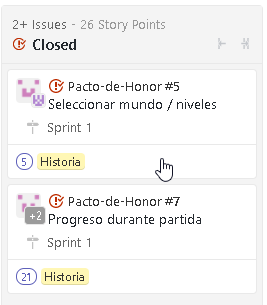 2+ Issues - 26 Story Points
Closed
Pacto-de-Honor #5
Seleccionar mundo / niveles
Sprint 1
5 Historia
Pacto-de-Honor #7
+2
Progreso durante partida
Sprint 1
21 Historia